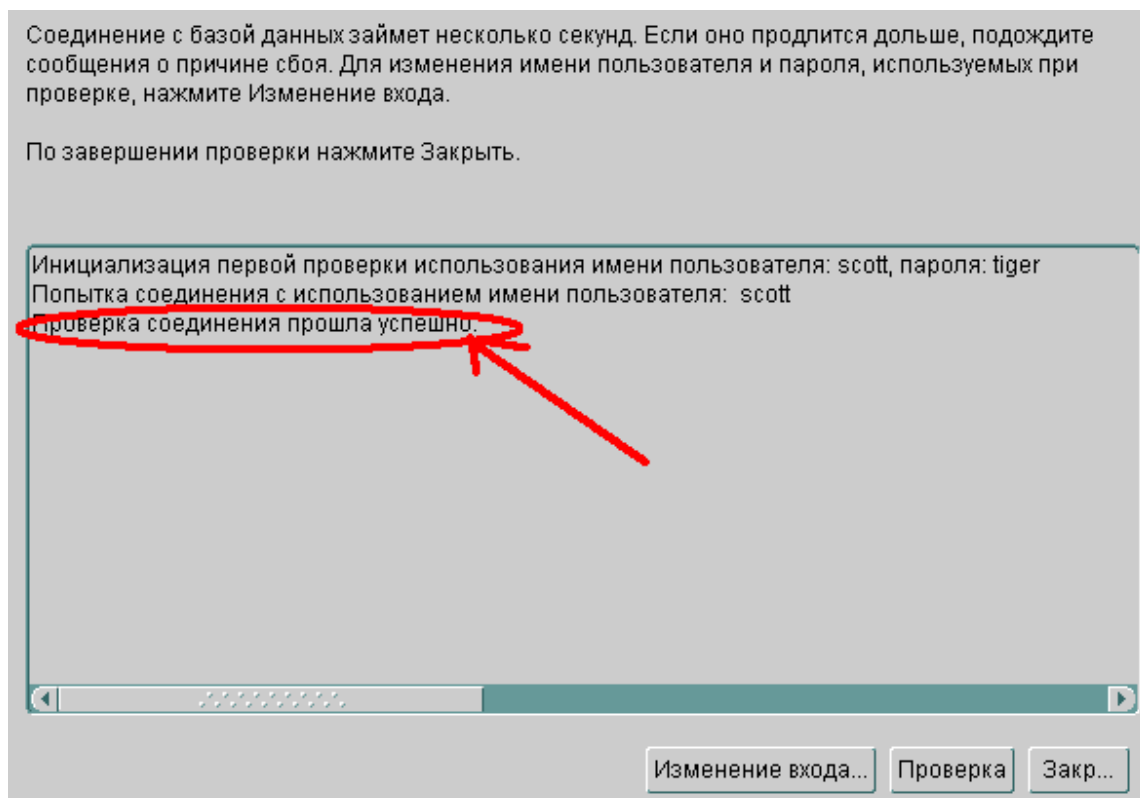 Соединение с базой данных займет несколько секунд. Если оно продлится дольше, подождите
сообщения о причине сбоя. Для изменения имени пользователя и пароля, используемых при
проверке, нажмите Изменение входа.
По завершении проверки нажмите Закрыть.
Инициализация первой проверки использования имени пользователя: scott, пароля: tiger
Попытка соединения с использованием имени пользователя: scott
Проверка соединения прошла успешно.
Изменение входа... Проверка Закр...